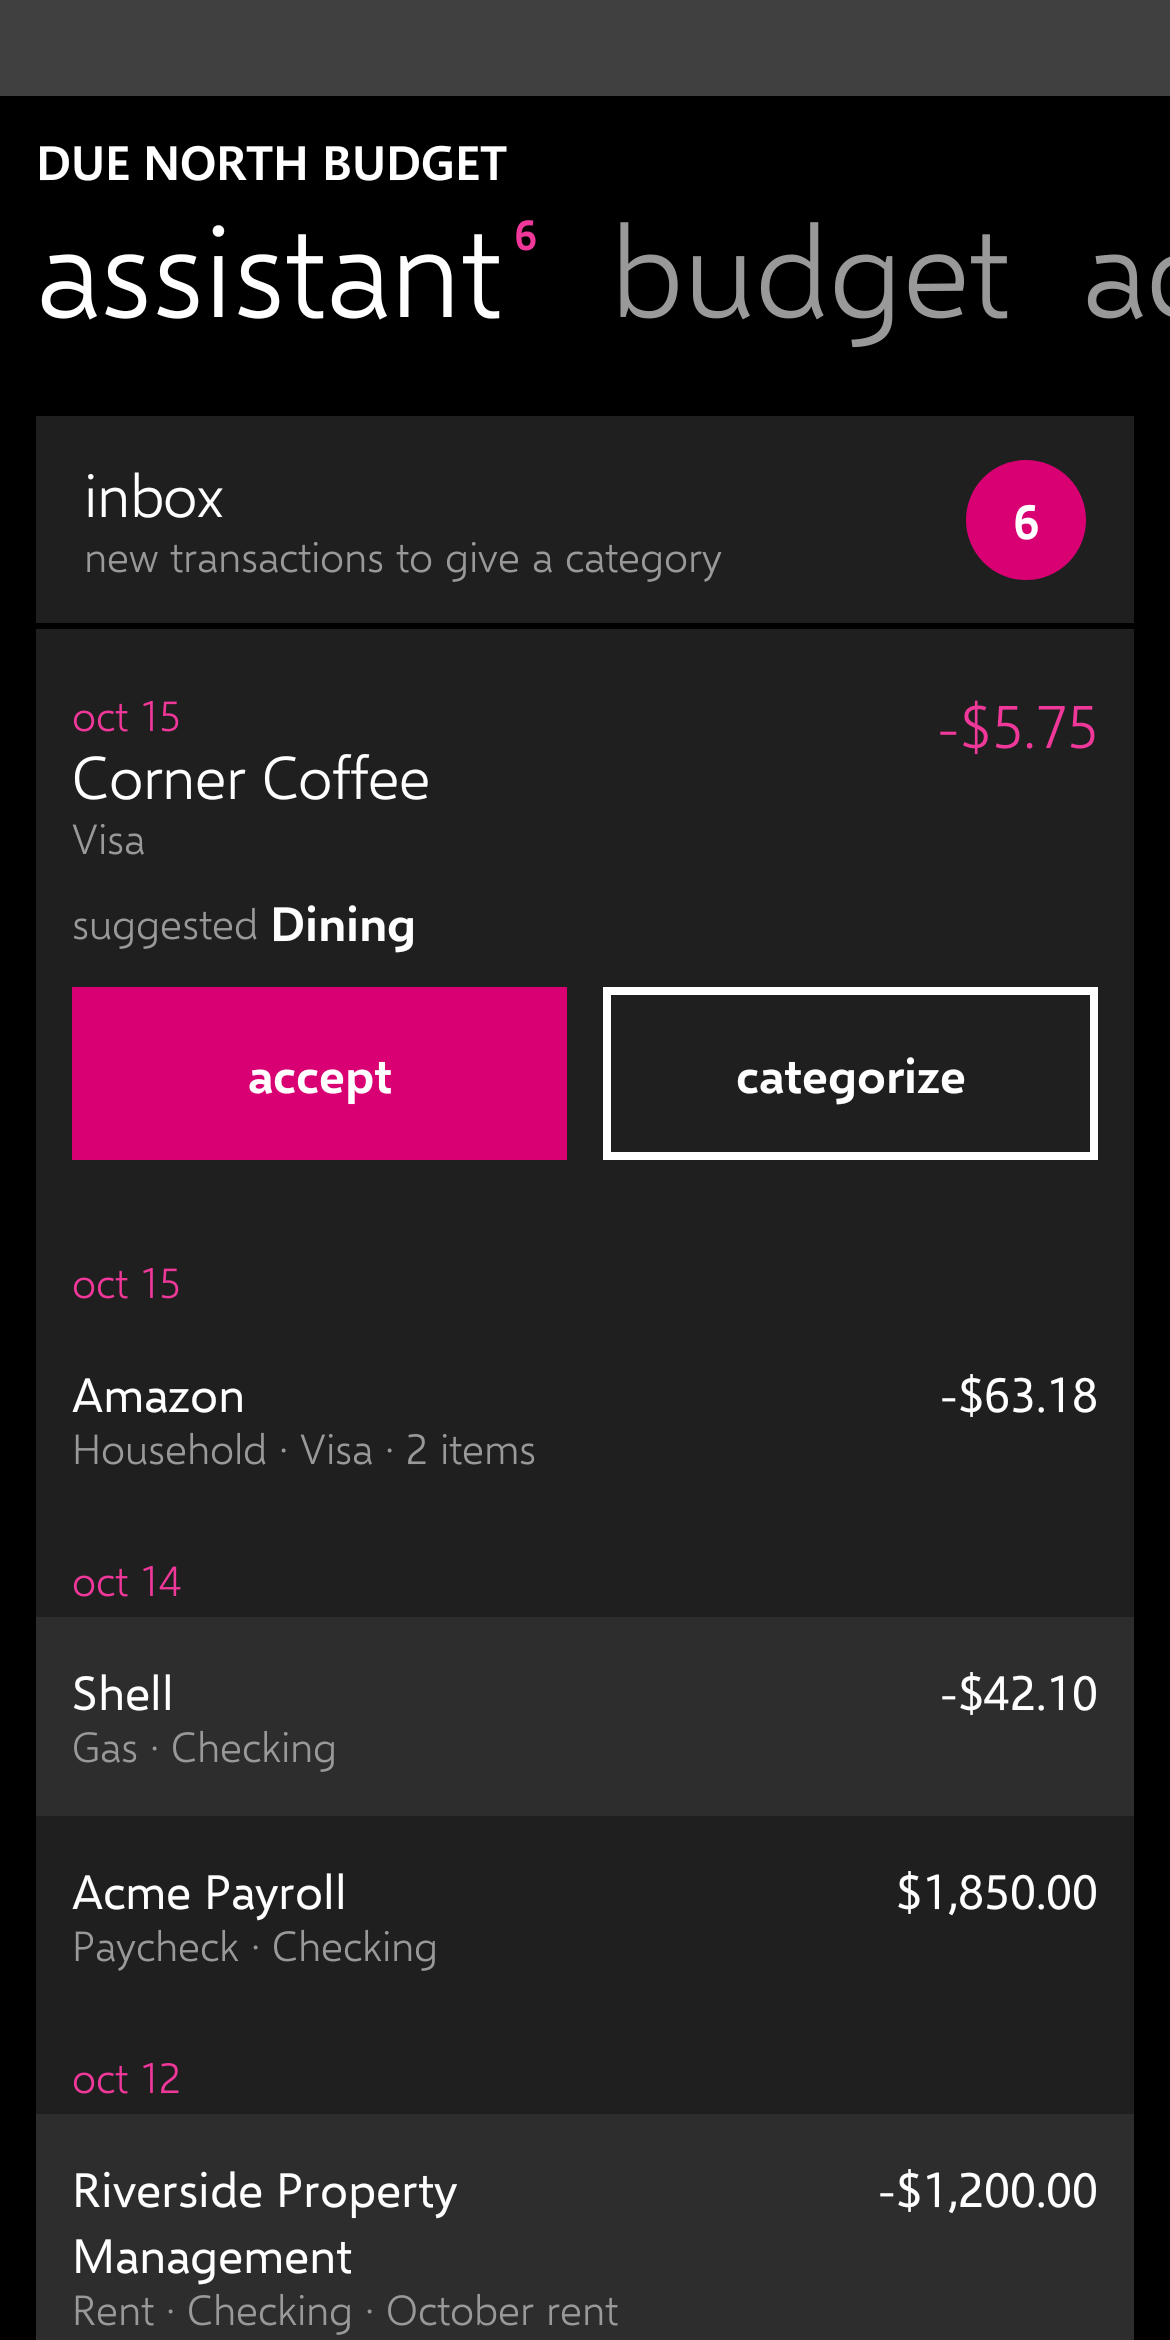 DUE NORTH BUDGET
assistant 6 budget
inbox
new transactions to give a category
6
oct 15
-$5.75
Corner Coffee
Visa
suggested Dining
accept categorize
oct 15
Amazon -$63.18
Household · Visa · 2 items
oct 14
Shell -$42.10
Gas · Checking
Acme Payroll $1,850.00
Paycheck · Checking
oct 12
Riverside Property -$1,200.00
Management
Rent · Checking · October rent